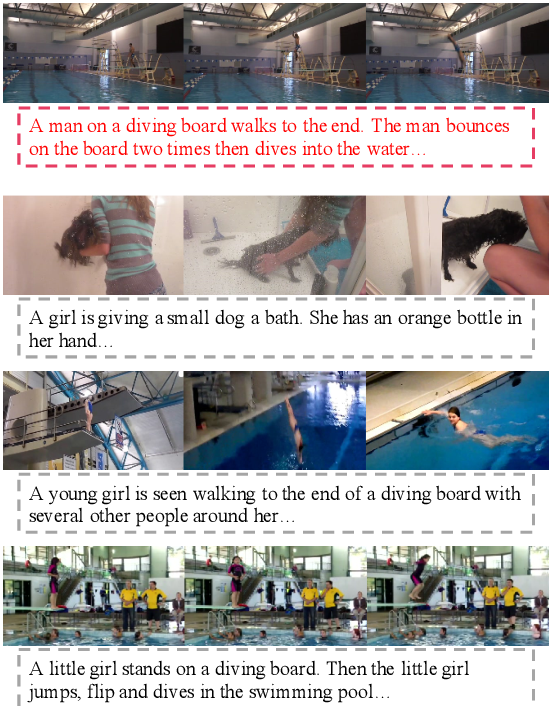 A man on a diving board walks to the end. The man bounces
on the board two times then dives into the water…
A girl is giving a small dog a bath. She has an orange bottle in
her hand…
A young girl is seen walking to the end of a diving board with
several other people around her…
A little girl stands on a diving board. Then the little girl
jumps, flip and dives in the swimming pool…